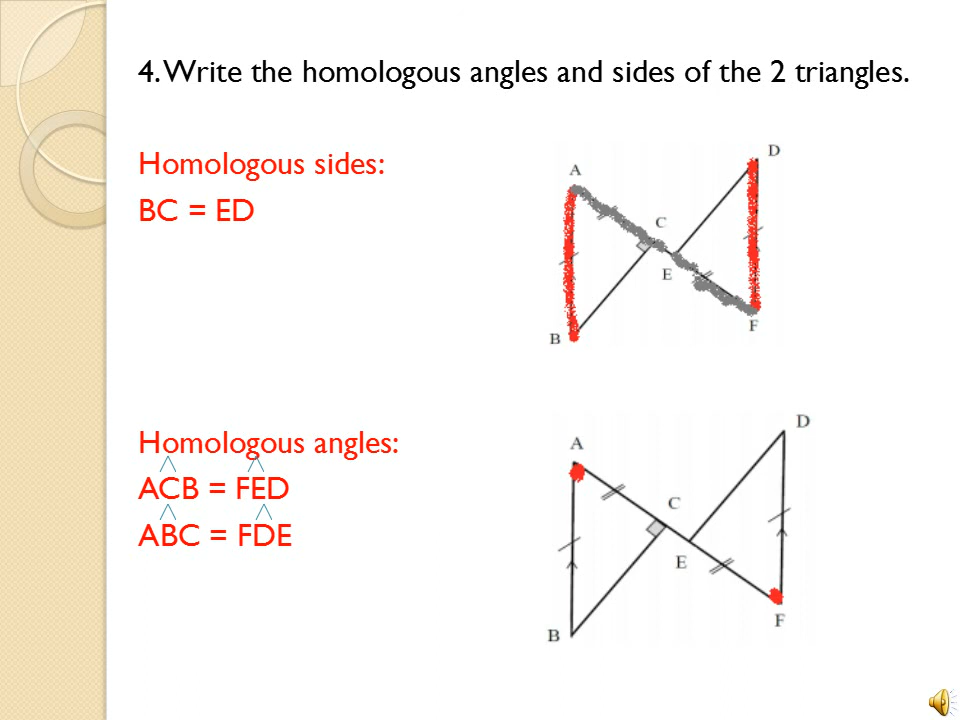 4. Write the homologous angles and sides of the 2 triangles.
Homologous sides:
BC = ED
D
A
C
E
B
F
Homologous angles:
ACB = FED
ABC = FDE
D
A
C
E
B
F